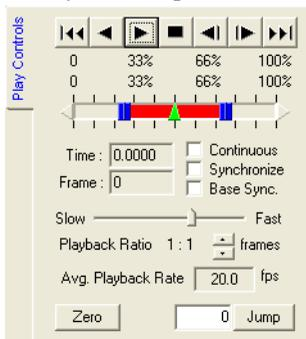 Play Controls
0 33% 66% 100%
0 33% 66% 100%
Time : 0.0000
Continuous
Synchronize
Frame : 0
Base Sync.
Slow Fast
Playback Ratio 1 : 1 frames
Avg. Playback Rate 20.0 fps
Zero 0 Jump